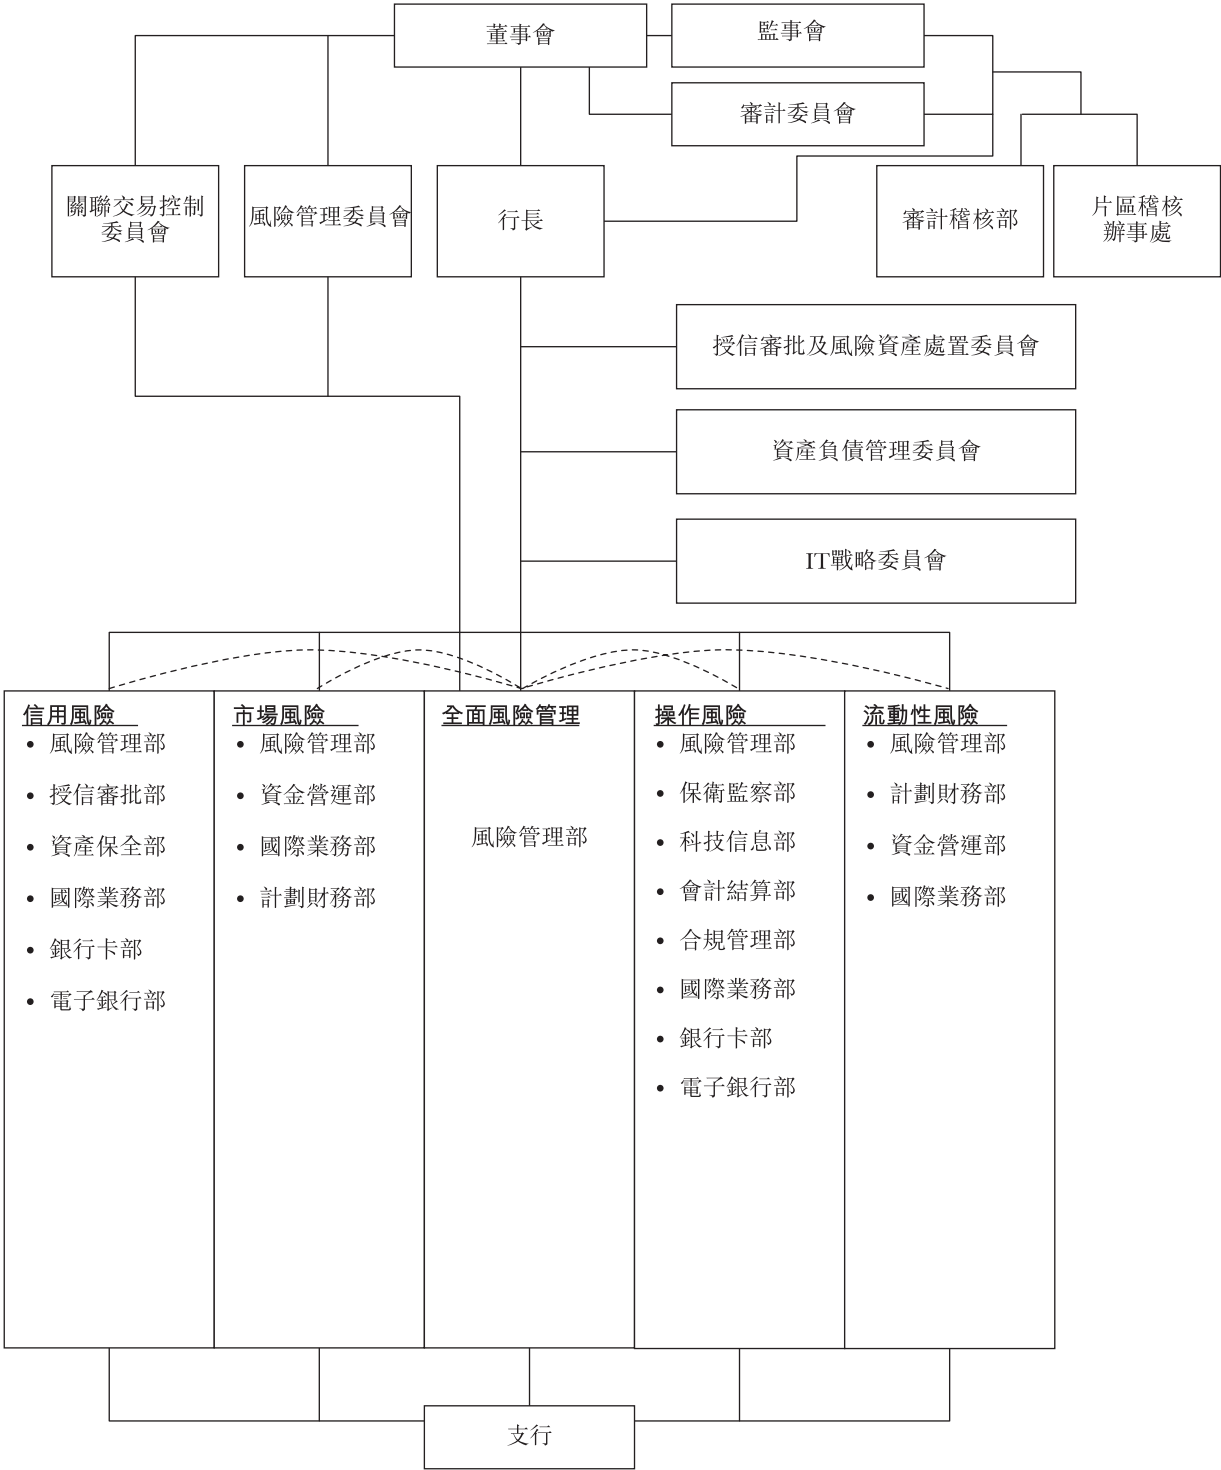 董事會
監事會
審計委員會
關聯交易控制
委員會
風險管理委員會
行長
審計稽核部
片區稽核
辦事處
授信審批及風險資產處置委員會
資產負債管理委員會
IT戰略委員會
信用風險
• 風險管理部
• 授信審批部
• 資產保全部
• 國際業務部
• 銀行卡部
• 電子銀行部
市場風險
• 風險管理部
• 資金營運部
• 國際業務部
• 計劃財務部
全面風險管理
風險管理部
操作風險
• 風險管理部
• 保衛監察部
• 科技信息部
• 會計結算部
• 合規管理部
• 國際業務部
• 銀行卡部
• 電子銀行部
流動性風險
• 風險管理部
• 計劃財務部
• 資金營運部
• 國際業務部
支行